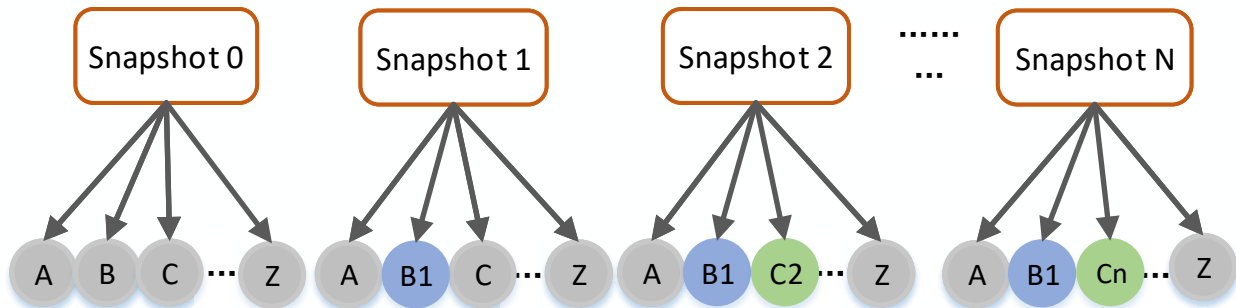 Snapshot 0
Snapshot 1
Snapshot 2
......
...
Snapshot N
A B C ... Z
A B1 C ... Z
A B1 C2 ... Z
A B1 Cn ... Z